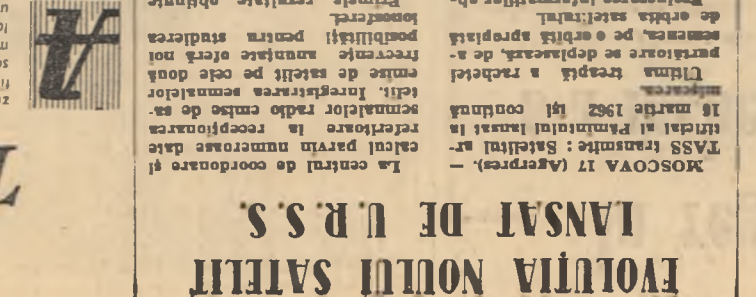 EVOLUȚIA NOULUI SATELIT
LANSAT DE U.R.S.S.
MOSCOVA 17 (Agerpres). —
TASS transmite : Satelitul ar-
tificial al Pămîntului lansat la
16 martie 1962 își continuă
mișcarea.
Ultima treaptă a rachetei
purtătoare se deplasează, de a-
semenea, pe o orbită apropiată
de orbita satelitului.
Prelucrarea informațiilor ob-
La centrul de coordonare și
calcul parvin numeroase date
referitoare la recepționarea
semnalelor radio emise de sa-
telit. Înregistrarea semnalelor
emise de satelit pe cele două
frecvențe anunțate oferă noi
posibilități pentru studierea
ionosferei.
Primele rezultate obținute